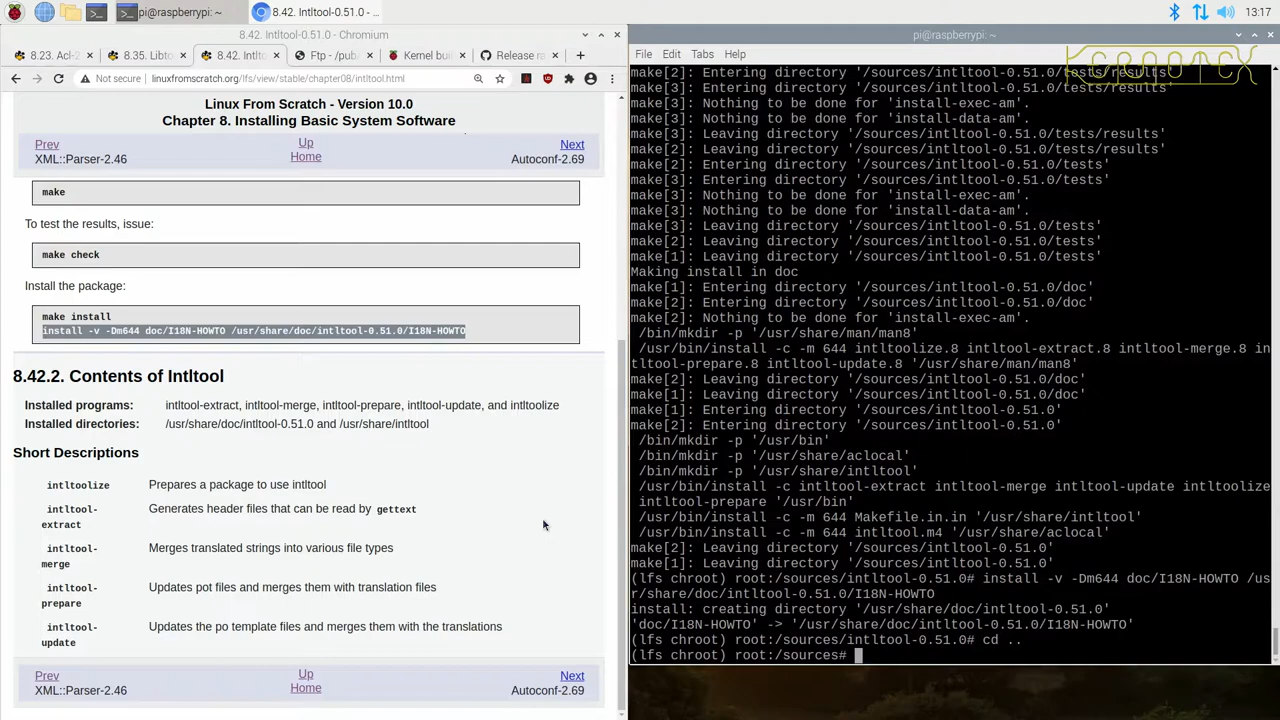 pi@raspberrypi: ~
8.42. Intltool-0.51.0 - ...
13:17
8.42. Intltool-0.51.0 - Chromium
8.23. Acl-2
8.35. Libto
8.42. Intlto
Ftp - /pub/
Kernel buil
Release ra
Not secure
linuxfromscratch.org/lfs/view/stable/chapter08/intltool.html
Linux From Scratch - Version 10.0
Chapter 8. Installing Basic System Software
Prev
Up
Next
XML::Parser-2.46
Home
Autoconf-2.69
make
To test the results, issue:
make check
Install the package:
make install
install -v -Dm644 doc/I18N-HOWTO /usr/share/doc/intltool-0.51.0/I18N-HOWTO
8.42.2. Contents of Intltool
Installed programs: intltool-extract, intltool-merge, intltool-prepare, intltool-update, and intltoolize
Installed directories: /usr/share/doc/intltool-0.51.0 and /usr/share/intltool
Short Descriptions
intltoolize Prepares a package to use intltool
intltool-extract Generates header files that can be read by gettext
intltool-merge Merges translated strings into various file types
intltool-prepare Updates pot files and merges them with translation files
intltool-update Updates the po template files and merges them with the translations
Prev
Up
Next
XML::Parser-2.46
Home
Autoconf-2.69
pi@raspberrypi: ~
File Edit Tabs Help
make[2]: Entering directory '/sources/intltool-0.51.0/tests/results'
make[3]: Entering directory '/sources/intltool-0.51.0/tests/results'
make[3]: Nothing to be done for 'install-exec-am'.
make[3]: Nothing to be done for 'install-data-am'.
make[3]: Leaving directory '/sources/intltool-0.51.0/tests/results'
make[2]: Leaving directory '/sources/intltool-0.51.0/tests/results'
make[2]: Entering directory '/sources/intltool-0.51.0/tests'
make[3]: Entering directory '/sources/intltool-0.51.0/tests'
make[3]: Nothing to be done for 'install-exec-am'.
make[3]: Nothing to be done for 'install-data-am'.
make[3]: Leaving directory '/sources/intltool-0.51.0/tests'
make[2]: Leaving directory '/sources/intltool-0.51.0/tests'
make[1]: Leaving directory '/sources/intltool-0.51.0/tests'
Making install in doc
make[1]: Entering directory '/sources/intltool-0.51.0/doc'
make[2]: Entering directory '/sources/intltool-0.51.0/doc'
make[2]: Nothing to be done for 'install-exec-am'.
/bin/mkdir -p '/usr/share/man/man8'
/usr/bin/install -c -m 644 intltoolize.8 intltool-extract.8 intltool-merge.8 in
tltool-prepare.8 intltool-update.8 '/usr/share/man/man8'
make[2]: Leaving directory '/sources/intltool-0.51.0/doc'
make[1]: Leaving directory '/sources/intltool-0.51.0/doc'
make[1]: Entering directory '/sources/intltool-0.51.0'
make[2]: Entering directory '/sources/intltool-0.51.0'
/bin/mkdir -p '/usr/bin'
/bin/mkdir -p '/usr/share/aclocal'
/bin/mkdir -p '/usr/share/intltool'
/usr/bin/install -c intltool-extract intltool-merge intltool-update intltoolize
intltool-prepare '/usr/bin'
/usr/bin/install -c -m 644 Makefile.in.in '/usr/share/intltool'
/usr/bin/install -c -m 644 intltool.m4 '/usr/share/aclocal'
make[2]: Leaving directory '/sources/intltool-0.51.0'
make[1]: Leaving directory '/sources/intltool-0.51.0'
(lfs chroot) root:/sources/intltool-0.51.0# install -v -Dm644 doc/I18N-HOWTO /us
r/share/doc/intltool-0.51.0/I18N-HOWTO
install: creating directory '/usr/share/doc/intltool-0.51.0'
'doc/I18N-HOWTO' -> '/usr/share/doc/intltool-0.51.0/I18N-HOWTO'
(lfs chroot) root:/sources/intltool-0.51.0# cd ..
(lfs chroot) root:/sources#